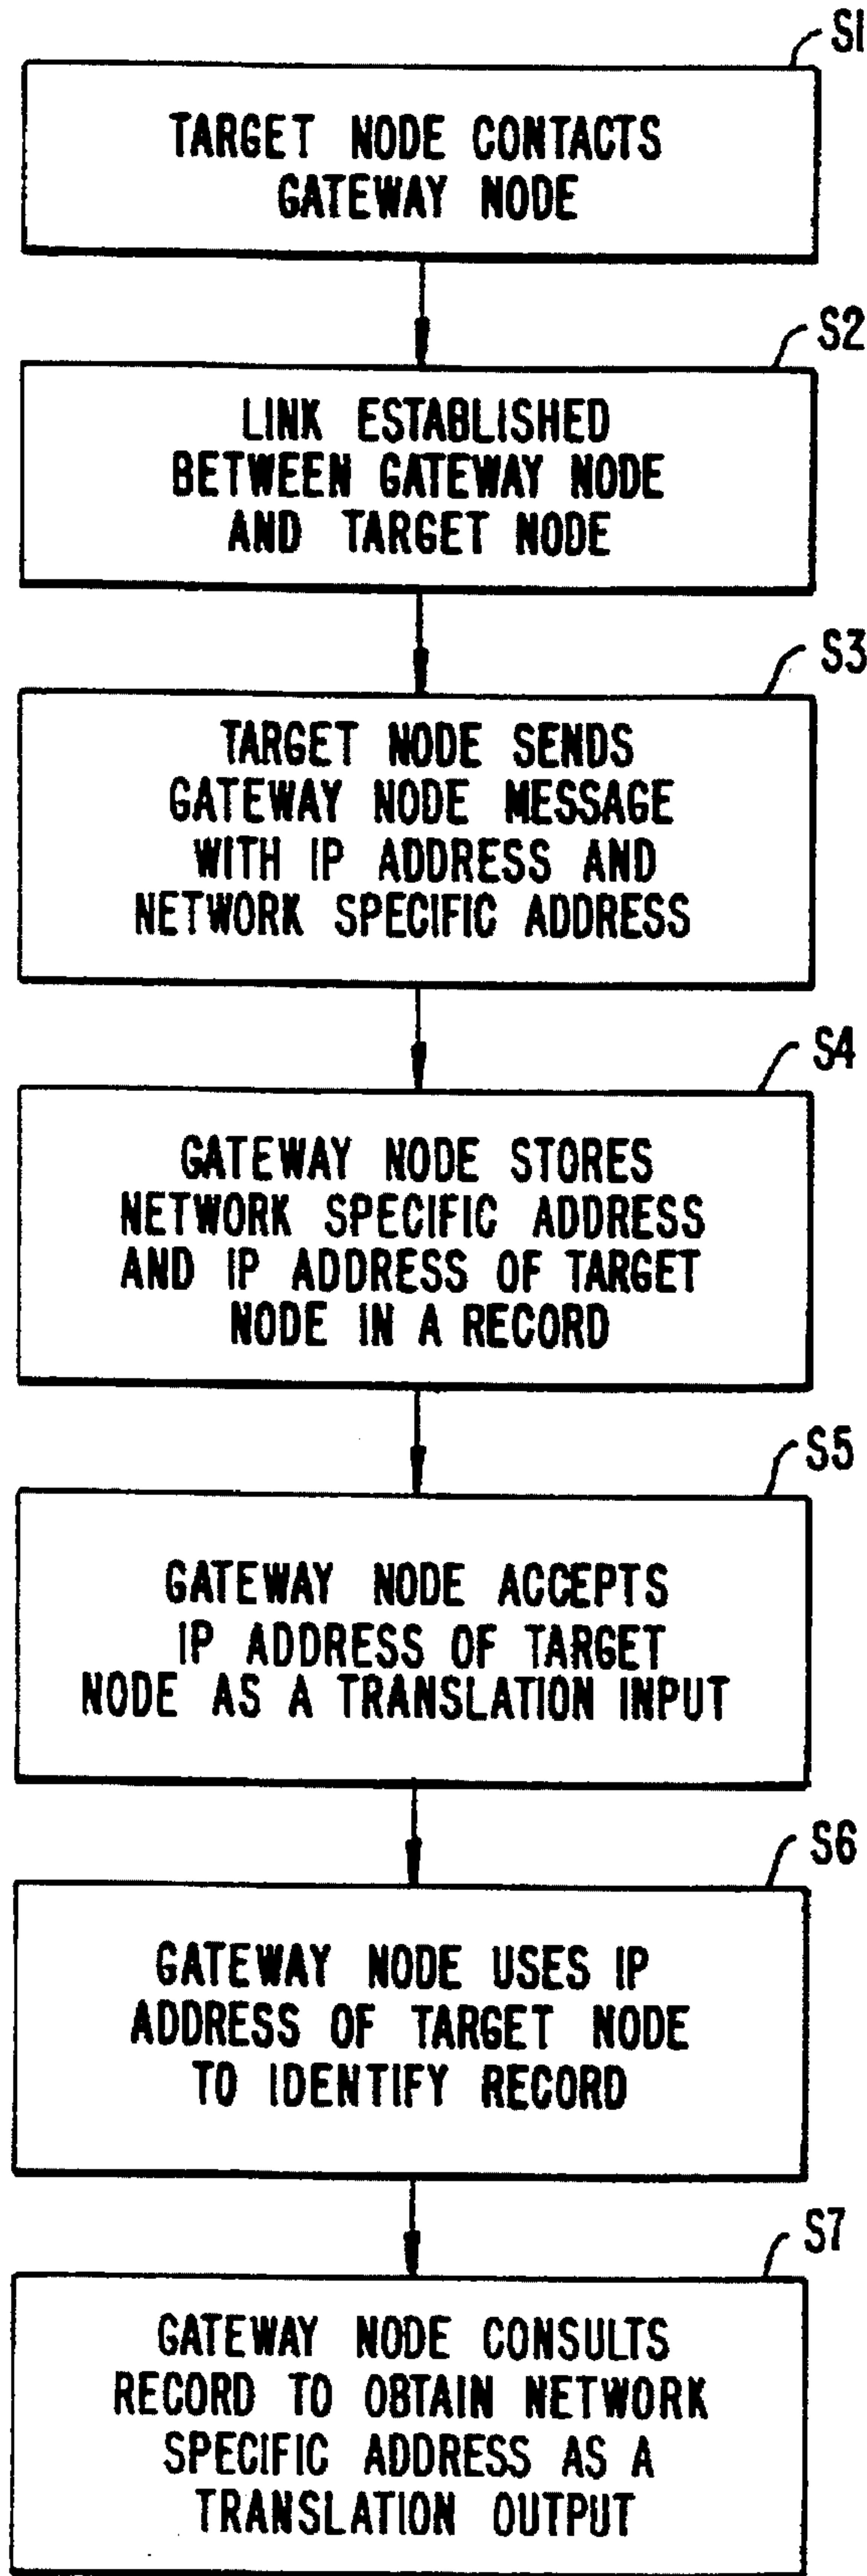 S1
TARGET NODE CONTACTS
GATEWAY NODE
S2
LINK ESTABLISHED
BETWEEN GATEWAY NODE
AND TARGET NODE
S3
TARGET NODE SENDS
GATEWAY NODE MESSAGE
WITH IP ADDRESS AND
NETWORK SPECIFIC ADDRESS
S4
GATEWAY NODE STORES
NETWORK SPECIFIC ADDRESS
AND IP ADDRESS OF TARGET
NODE IN A RECORD
S5
GATEWAY NODE ACCEPTS
IP ADDRESS OF TARGET
NODE AS A TRANSLATION INPUT
S6
GATEWAY NODE USES IP
ADDRESS OF TARGET NODE
TO IDENTIFY RECORD
S7
GATEWAY NODE CONSULTS
RECORD TO OBTAIN NETWORK
SPECIFIC ADDRESS AS A
TRANSLATION OUTPUT